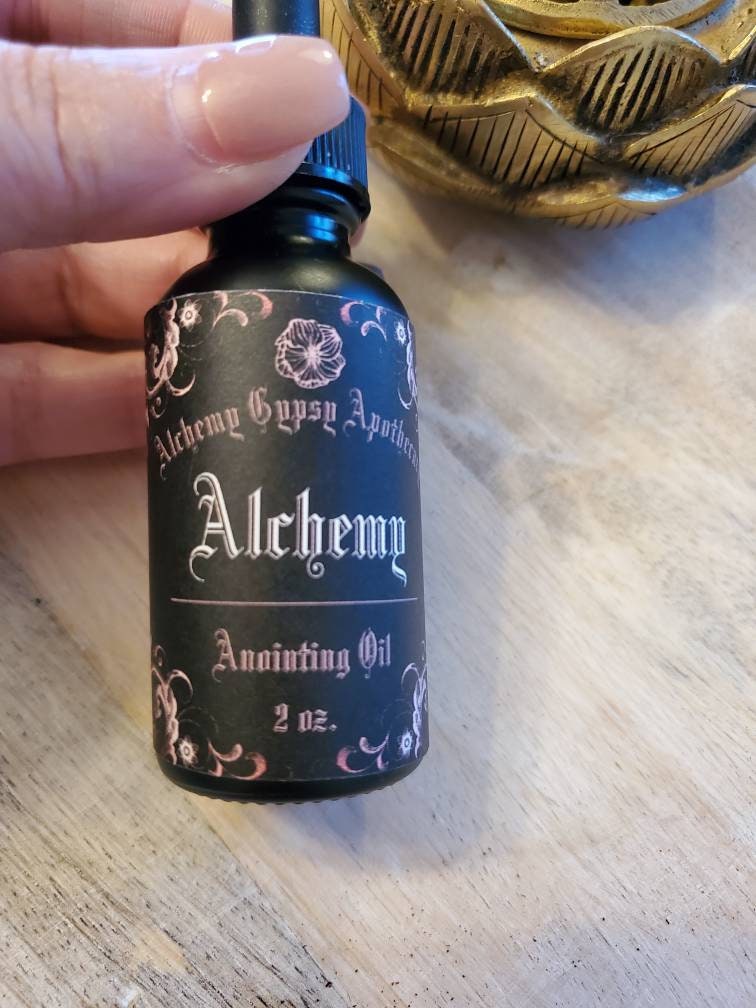 Alchemy Gypsy
Alchemy
Anointing Oil
2 oz.